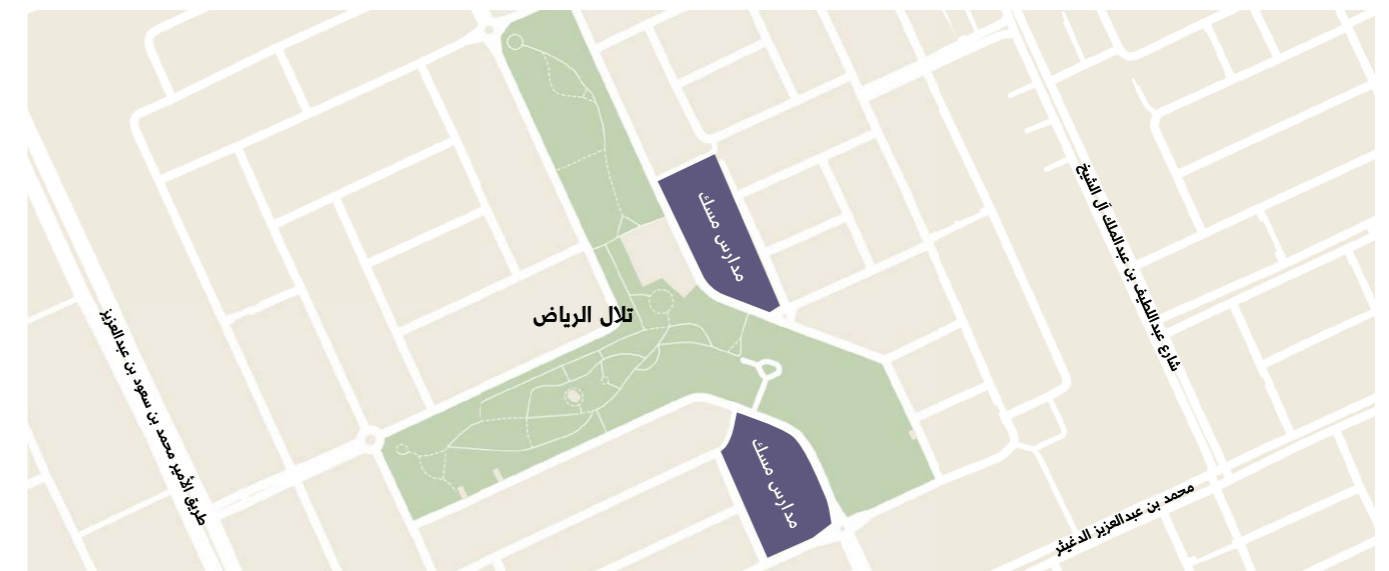 شارع عبداللطيف بن عبدالملك آل الشيخ
مدارس مسك
تلال الرياض
طريق الأمير محمد بن سعود بن عبدالعزيز
مدارس مسك
محمد بن عبدالعزيز الدغيثر